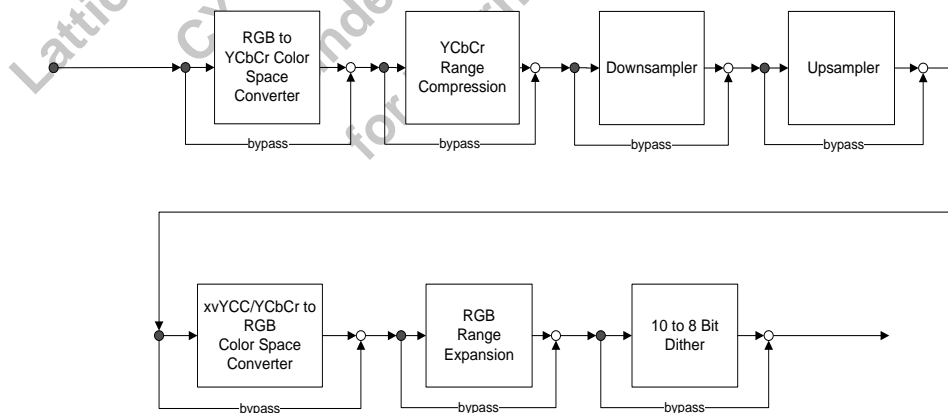 RGB to
YCbCr Color
Space
Converter
YCbCr
Range
Compression
Downsampler
Upsampler
bypass
bypass
bypass
bypass
xvYCC/YCbCr to
RGB
Color Space
Converter
RGB
Range
Expansion
10 to 8 Bit
Dither
bypass
bypass
bypass
for